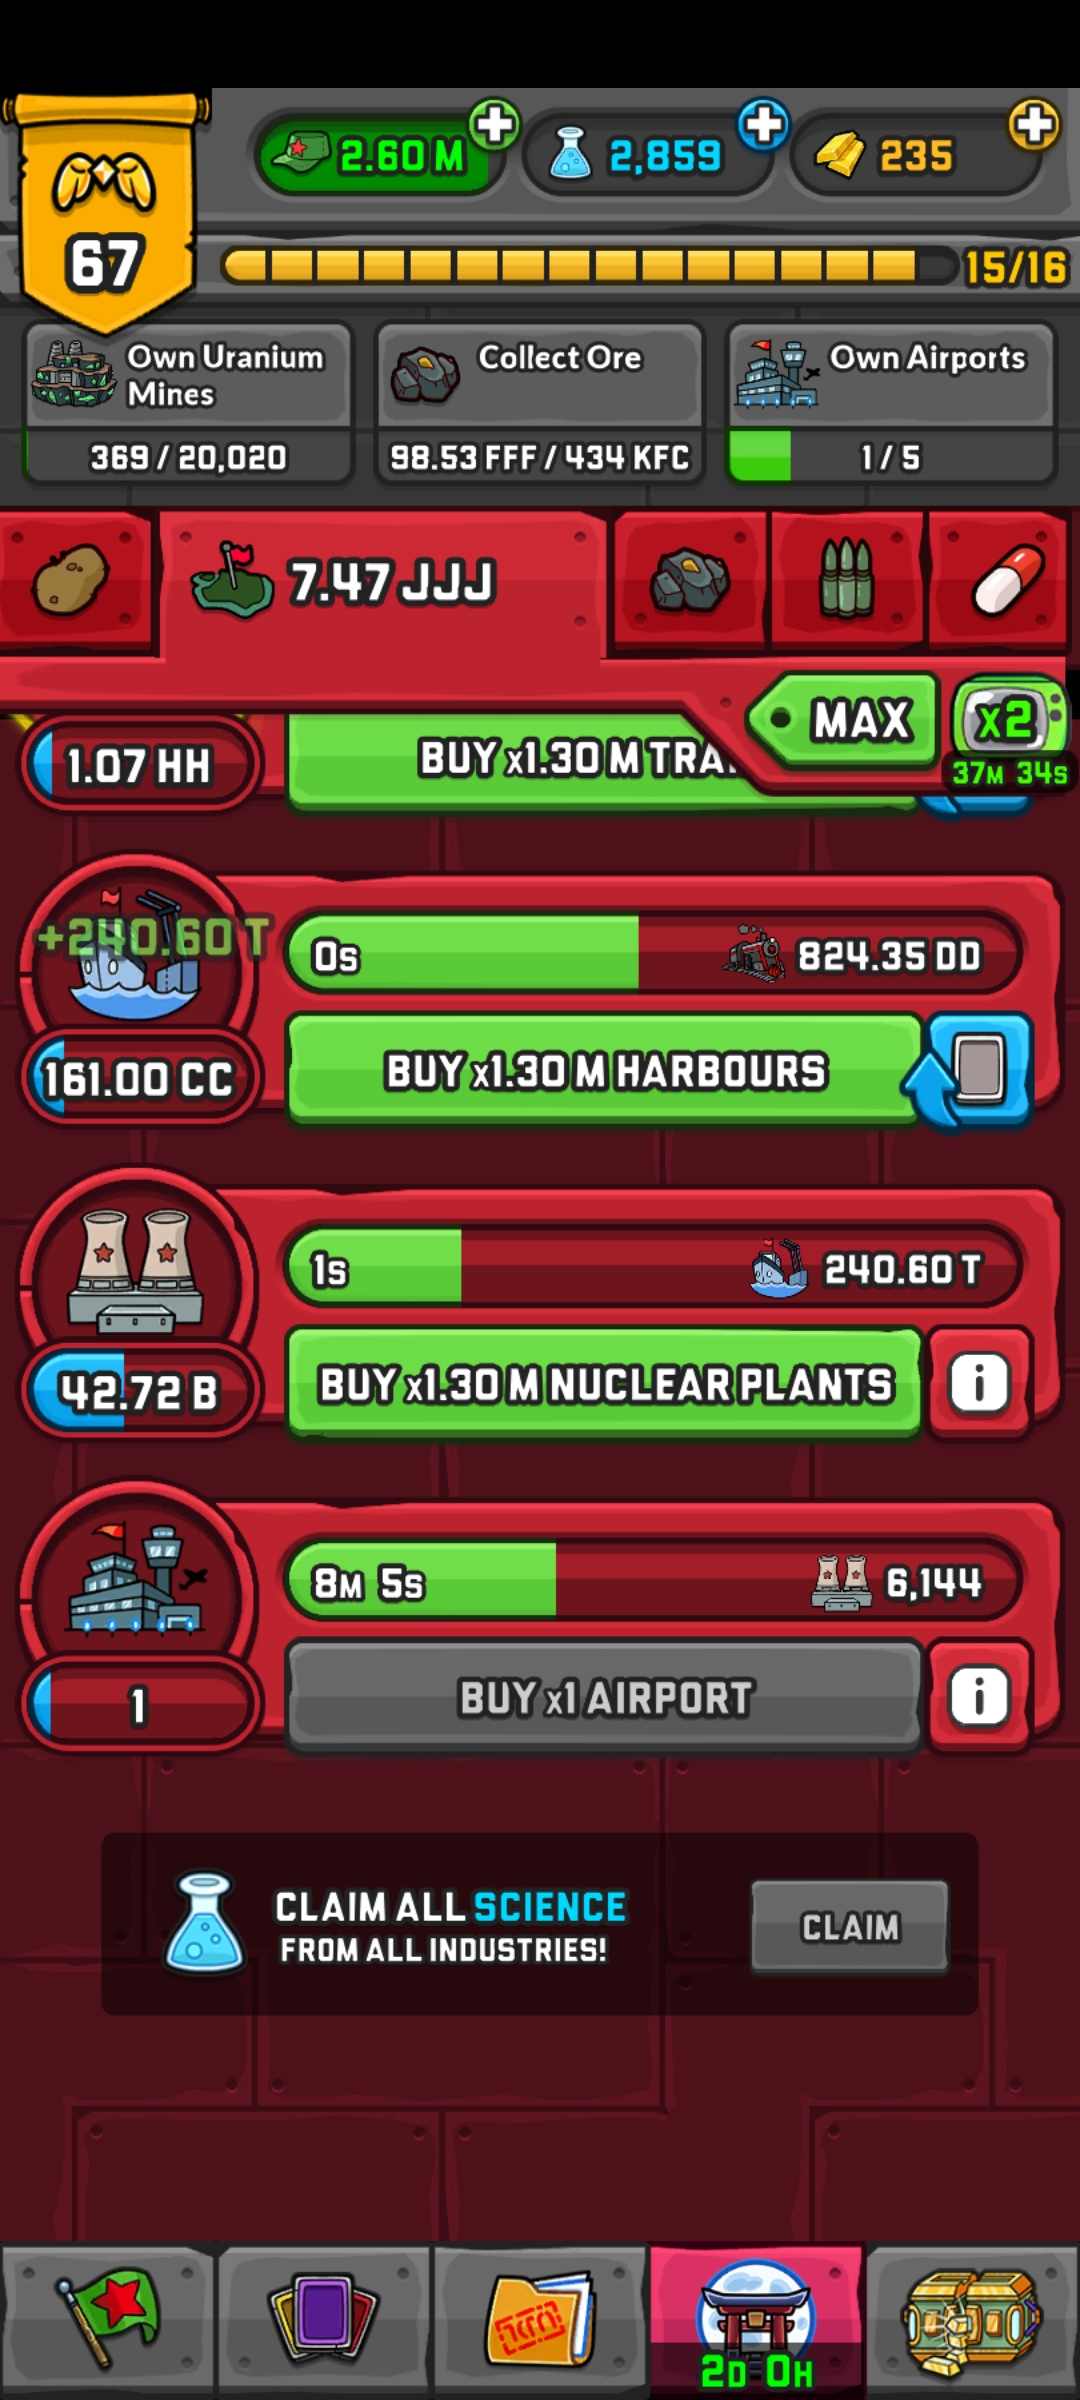 2.60 M
2,859
235
67
15/16
Own Uranium
Mines
369 / 20,020
Collect Ore
98.53 FFF / 434 KFC
Own Airports
1 / 5
7.47 JJJ
MAX
x2
37M 34S
1.07 HH
BUY x1.30 M TRA
+240.60 T
0s
824.35 DD
161.00 CC
BUY x1.30 M HARBOURS
1s
240.60 T
42.72 B
BUY x1.30 M NUCLEAR PLANTS
8M 5S
6,144
1
BUY x1 AIRPORT
CLAIM ALL SCIENCE
FROM ALL INDUSTRIES!
CLAIM
2D 0H